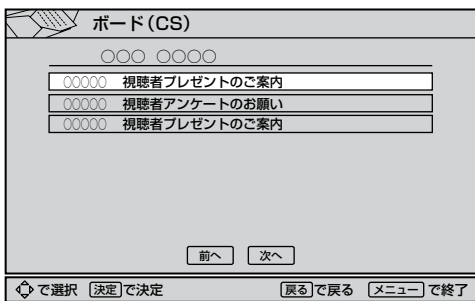 ボード（CS）
○○○ ○○○○
○○○○○ 視聴者プレゼントのご案内
○○○○○ 視聴者アンケートのお願い
○○○○○ 視聴者プレゼントのご案内
前へ 次へ
で選択 決定で決定 戻るで戻る メニューで終了